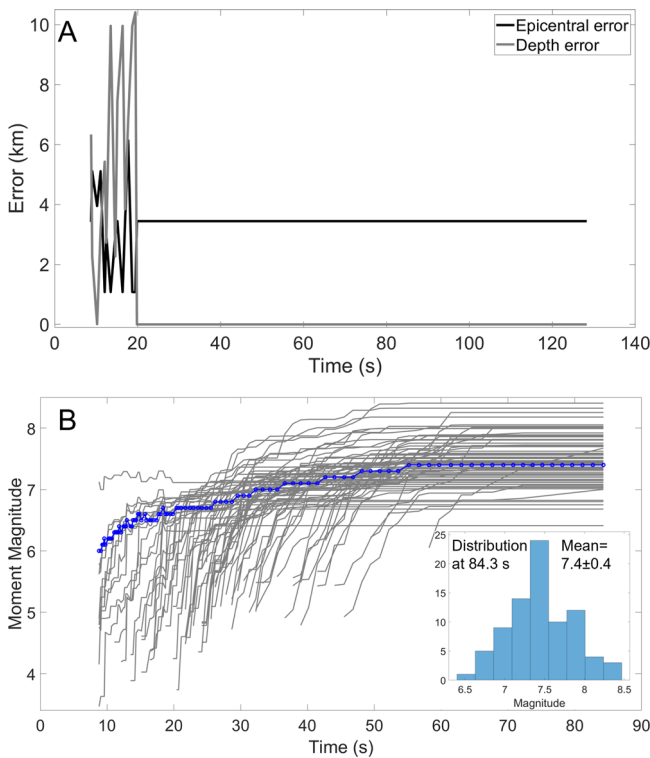 A
Epicentral error
Depth error
10
8
6
4
2
0
Error (km)
0 20 40 60 80 100 120 140
Time (s)
B
8
7
6
5
4
Moment Magnitude
Distribution
at 84.3 s
Mean=
7.4±0.4
25
20
15
10
5
0
6.5 7 7.5 8 8.5
Magnitude
0 10 20 30 40 50 60 70 80 90
Time (s)